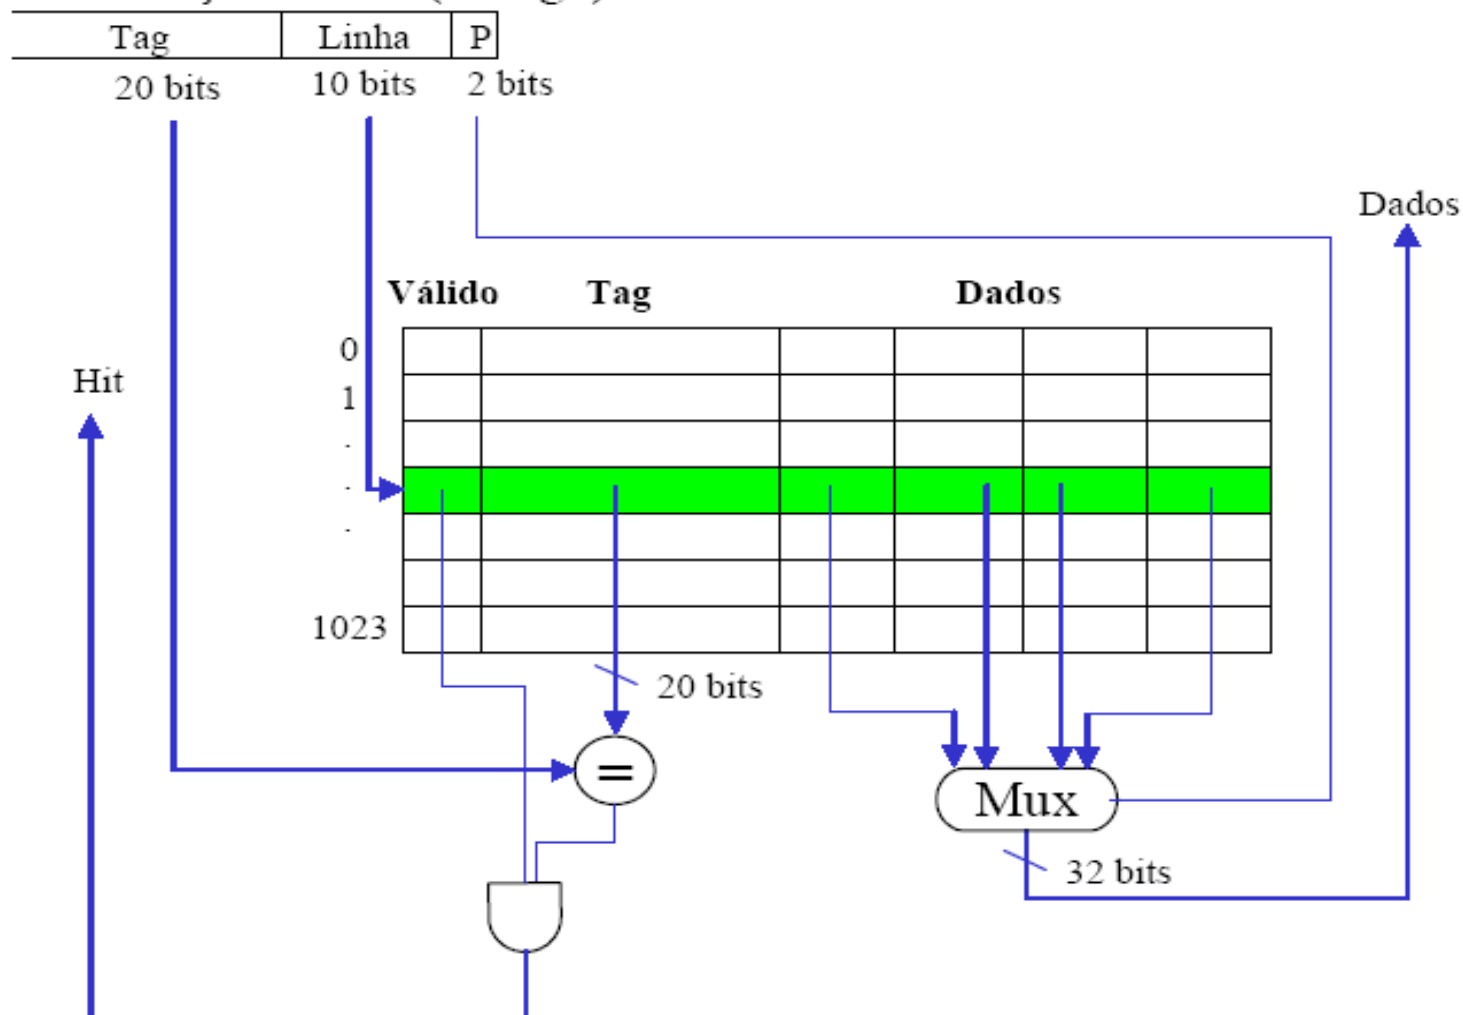 Tag Linha P
20 bits 10 bits 2 bits
Dados
Válido Tag Dados
0
Hit
1
.
.
.
1023
20 bits
=
Mux
32 bits